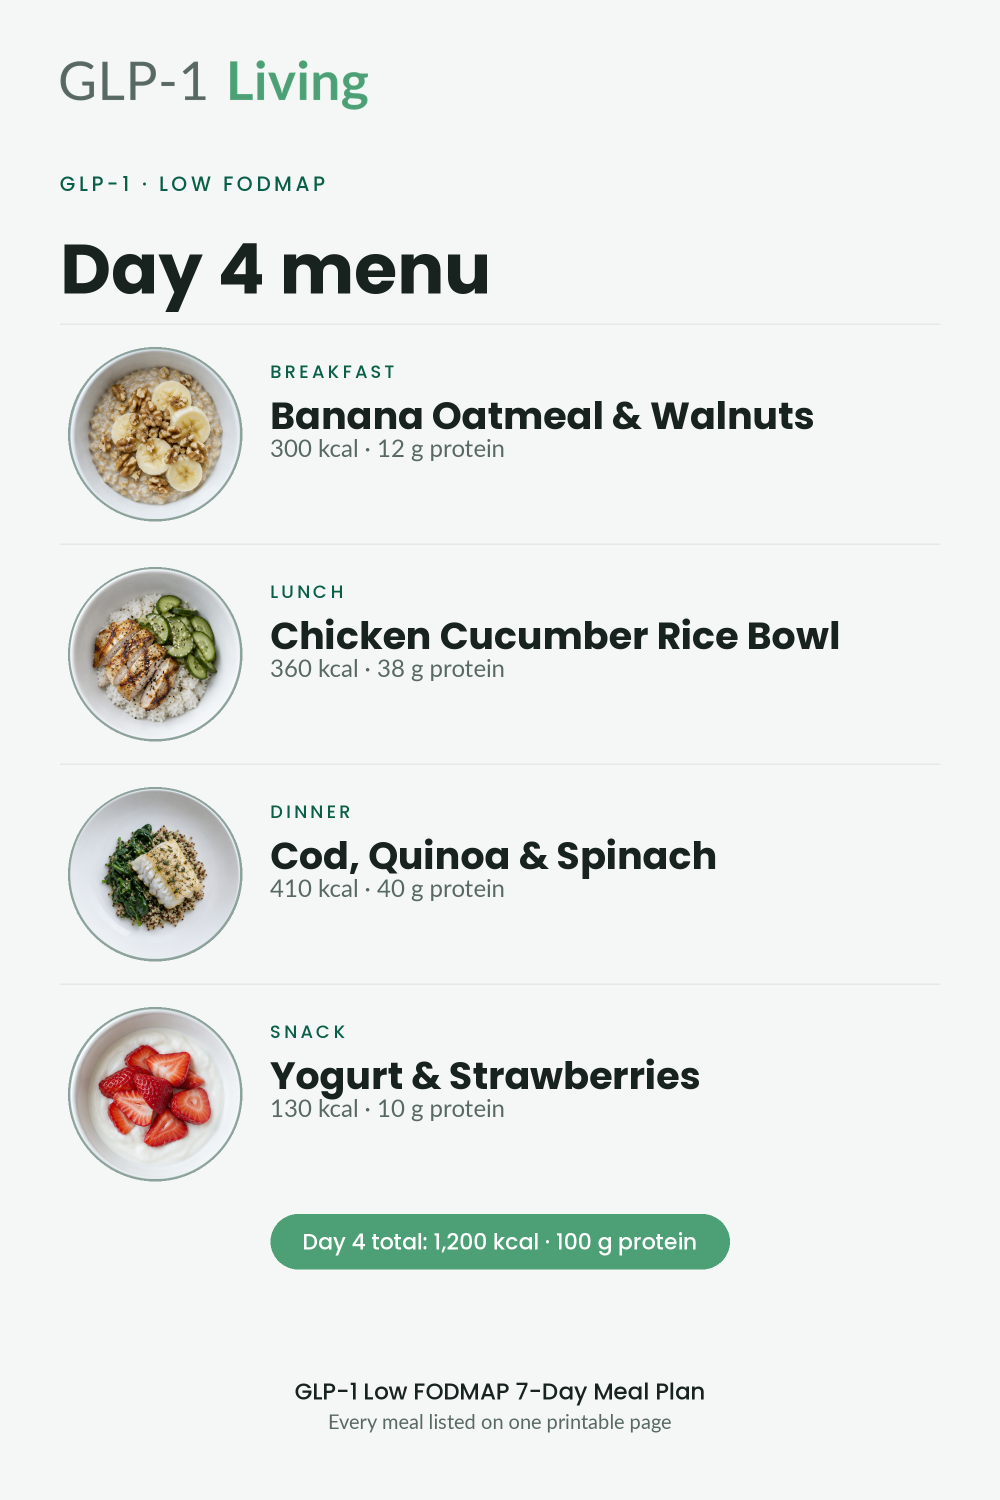 GLP-1 Living
GLP-1 · LOW FODMAP
Day 4 menu
BREAKFAST
Banana Oatmeal & Walnuts
300 kcal · 12 g protein
LUNCH
Chicken Cucumber Rice Bowl
360 kcal · 38 g protein
DINNER
Cod, Quinoa & Spinach
410 kcal · 40 g protein
SNACK
Yogurt & Strawberries
130 kcal · 10 g protein
Day 4 total: 1,200 kcal · 100 g protein
GLP-1 Low FODMAP 7-Day Meal Plan
Every meal listed on one printable page